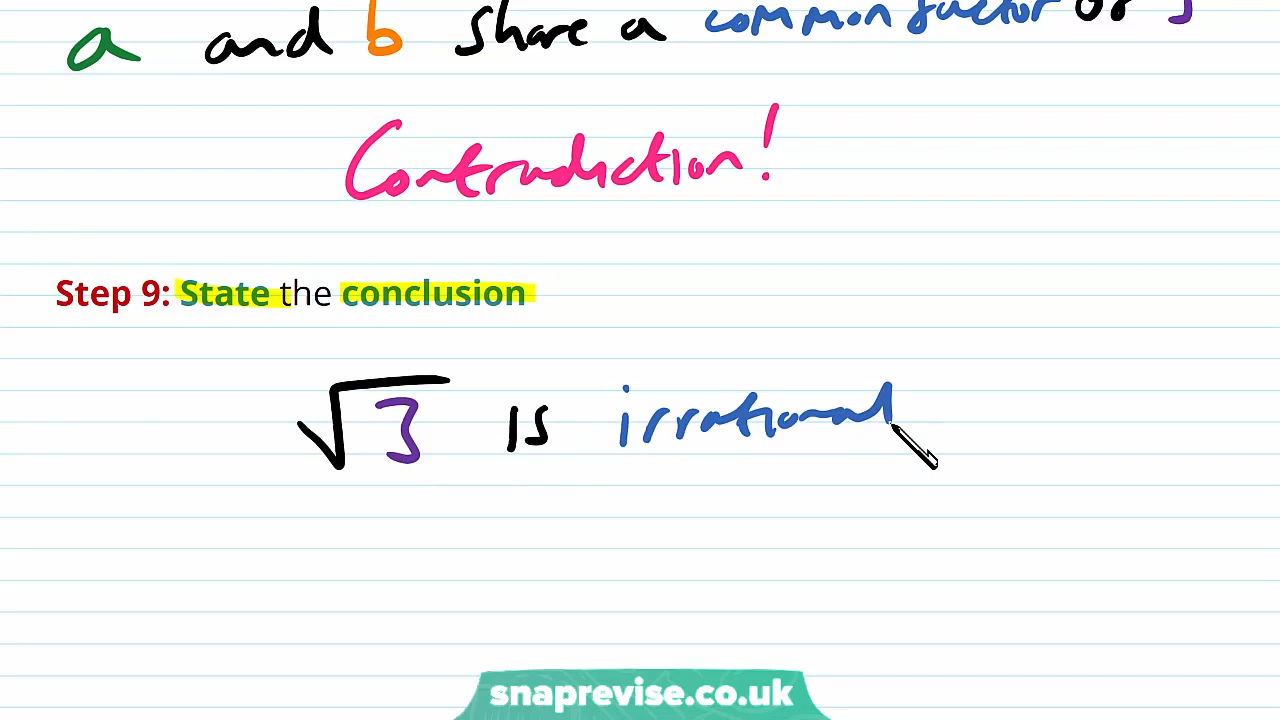 a and b share a common factor of 3
Contradiction!
Step 9: State the conclusion
√3 is irrational
snaprevise.co.uk